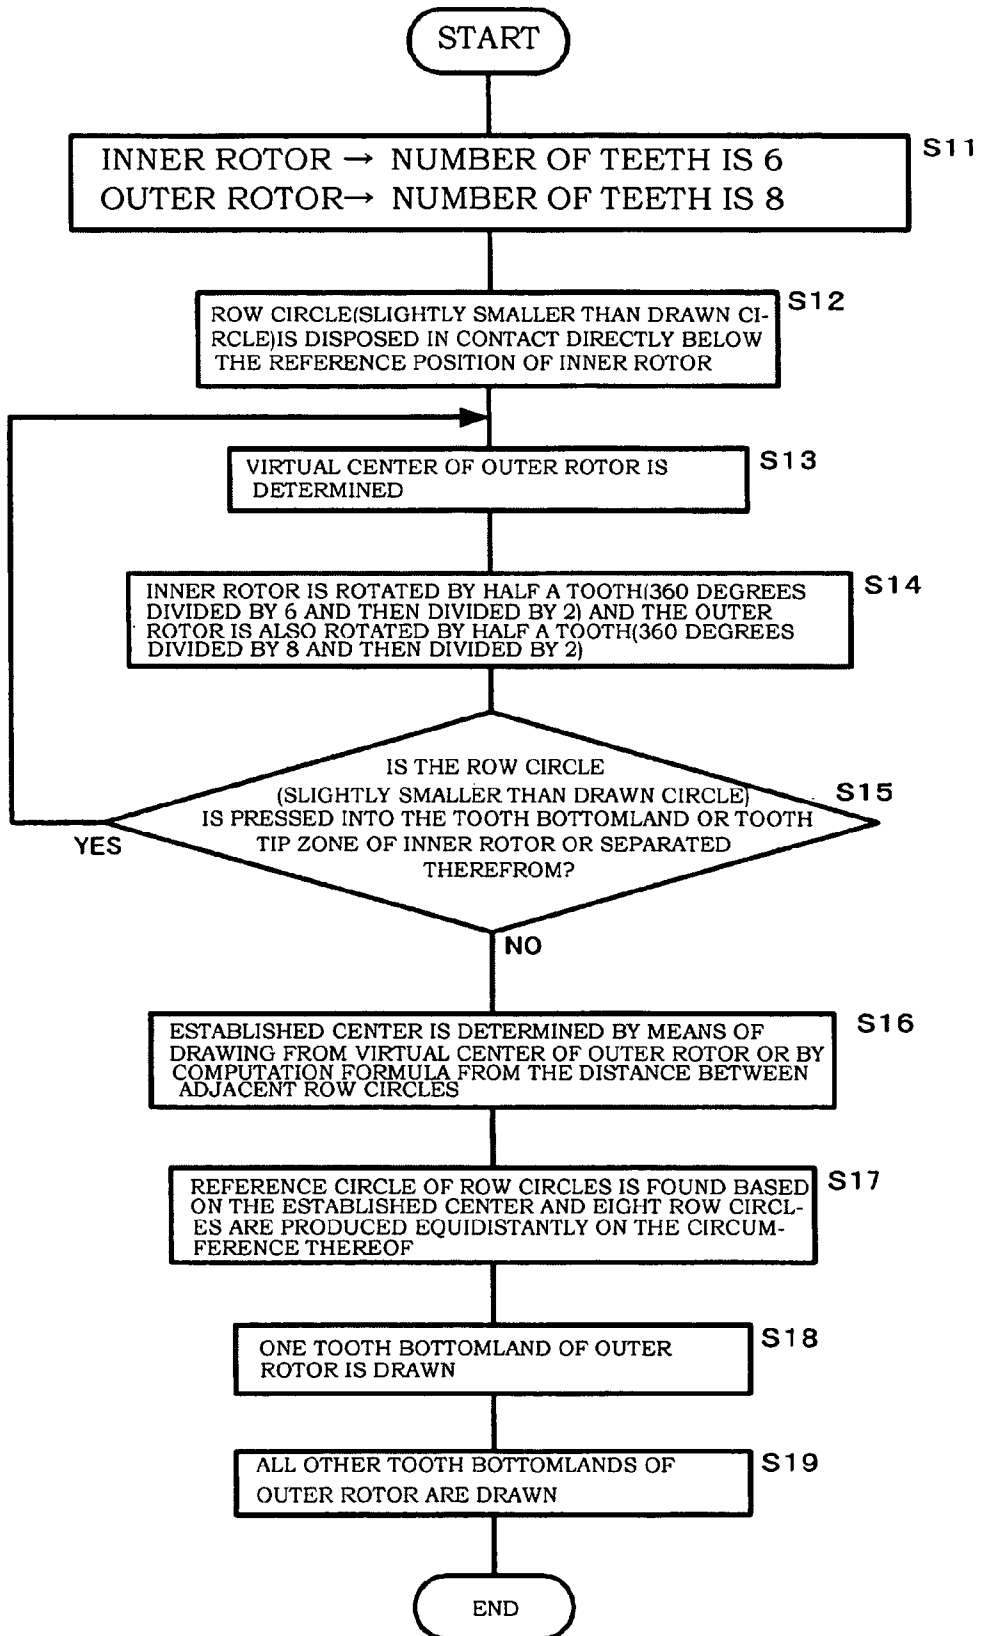 START
S11
INNER ROTOR → NUMBER OF TEETH IS 6
OUTER ROTOR→ NUMBER OF TEETH IS 8
S12
ROW CIRCLE(SLIGHTLY SMALLER THAN DRAWN CI-
RCLE)IS DISPOSED IN CONTACT DIRECTLY BELOW
THE REFERENCE POSITION OF INNER ROTOR
S13
VIRTUAL CENTER OF OUTER ROTOR IS
DETERMINED
S14
INNER ROTOR IS ROTATED BY HALF A TOOTH(360 DEGREES
DIVIDED BY 6 AND THEN DIVIDED BY 2) AND THE OUTER
ROTOR IS ALSO ROTATED BY HALF A TOOTH(360 DEGREES
DIVIDED BY 8 AND THEN DIVIDED BY 2)
S15
IS THE ROW CIRCLE
(SLIGHTLY SMALLER THAN DRAWN CIRCLE)
IS PRESSED INTO THE TOOTH BOTTOMLAND OR TOOTH
TIP ZONE OF INNER ROTOR OR SEPARATED
THEREFROM?
YES
NO
S16
ESTABLISHED CENTER IS DETERMINED BY MEANS OF
DRAWING FROM VIRTUAL CENTER OF OUTER ROTOR OR BY
COMPUTATION FORMULA FROM THE DISTANCE BETWEEN
ADJACENT ROW CIRCLES
S17
REFERENCE CIRCLE OF ROW CIRCLES IS FOUND BASED
ON THE ESTABLISHED CENTER AND EIGHT ROW CIRCL-
ES ARE PRODUCED EQUIDISTANTLY ON THE CIRCUM-
FERENCE THEREOF
S18
ONE TOOTH BOTTOMLAND OF OUTER
ROTOR IS DRAWN
S19
ALL OTHER TOOTH BOTTOMLANDS OF
OUTER ROTOR ARE DRAWN
END